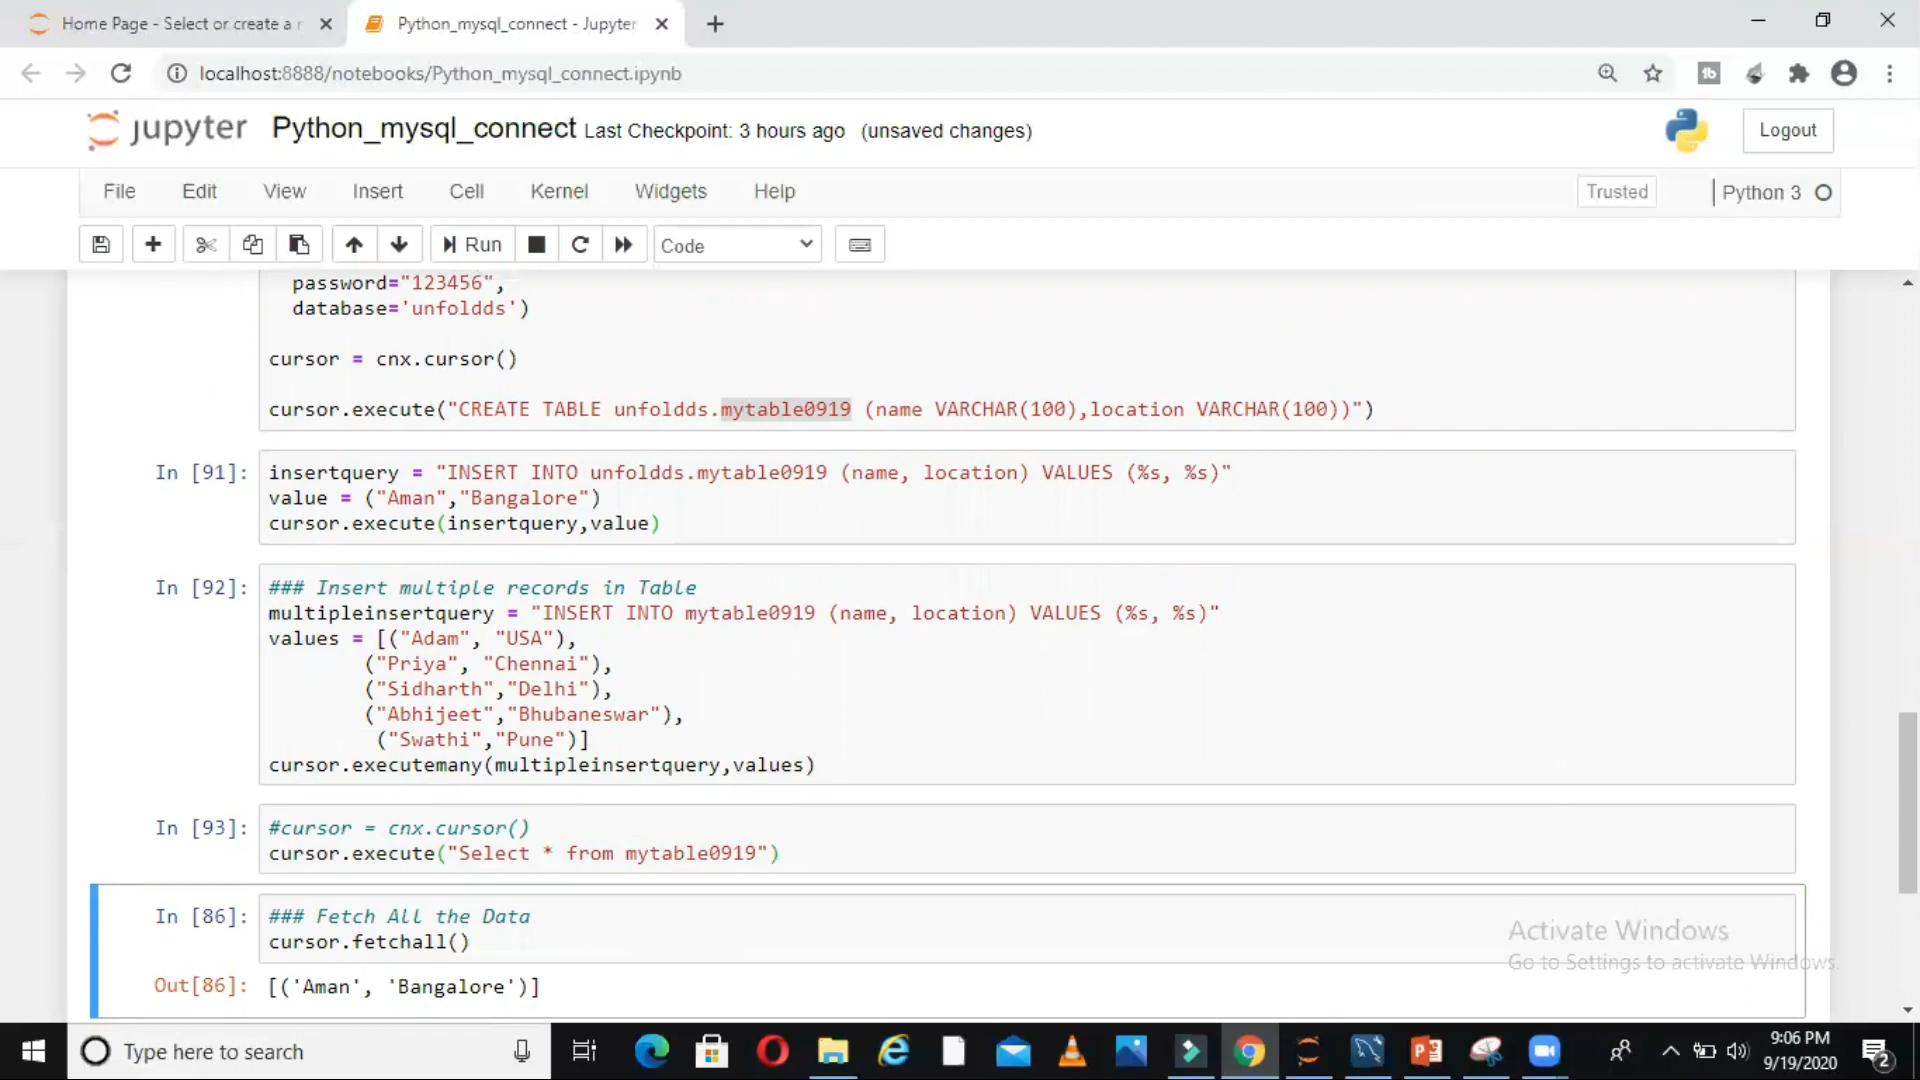 Home Page - Select or create a r
Python_mysql_connect - Jupyter
localhost:8888/notebooks/Python_mysql_connect.ipynb
jupyter Python_mysql_connect Last Checkpoint: 3 hours ago (unsaved changes)
Logout
File Edit View Insert Cell Kernel Widgets Help
Trusted
Python 3
Run
Code
password="123456",
database='unfoldds')
cursor = cnx.cursor()
cursor.execute("CREATE TABLE unfoldds.mytable0919 (name VARCHAR(100),location VARCHAR(100))")
In [91]: insertquery = "INSERT INTO unfoldds.mytable0919 (name, location) VALUES (%s, %s)"
value = ("Aman","Bangalore")
cursor.execute(insertquery,value)
In [92]: ### Insert multiple records in Table
multipleinsertquery = "INSERT INTO mytable0919 (name, location) VALUES (%s, %s)"
values = [("Adam", "USA"),
("Priya", "Chennai"),
("Sidharth","Delhi"),
("Abhijeet","Bhubaneswar"),
("Swathi","Pune")]
cursor.executemany(multipleinsertquery,values)
In [93]: #cursor = cnx.cursor()
cursor.execute("Select * from mytable0919")
In [86]: ### Fetch All the Data
cursor.fetchall()
Out[86]: [('Aman', 'Bangalore')]
Activate Windows
Go to Settings to activate Windows.
Type here to search
9:06 PM
9/19/2020
2